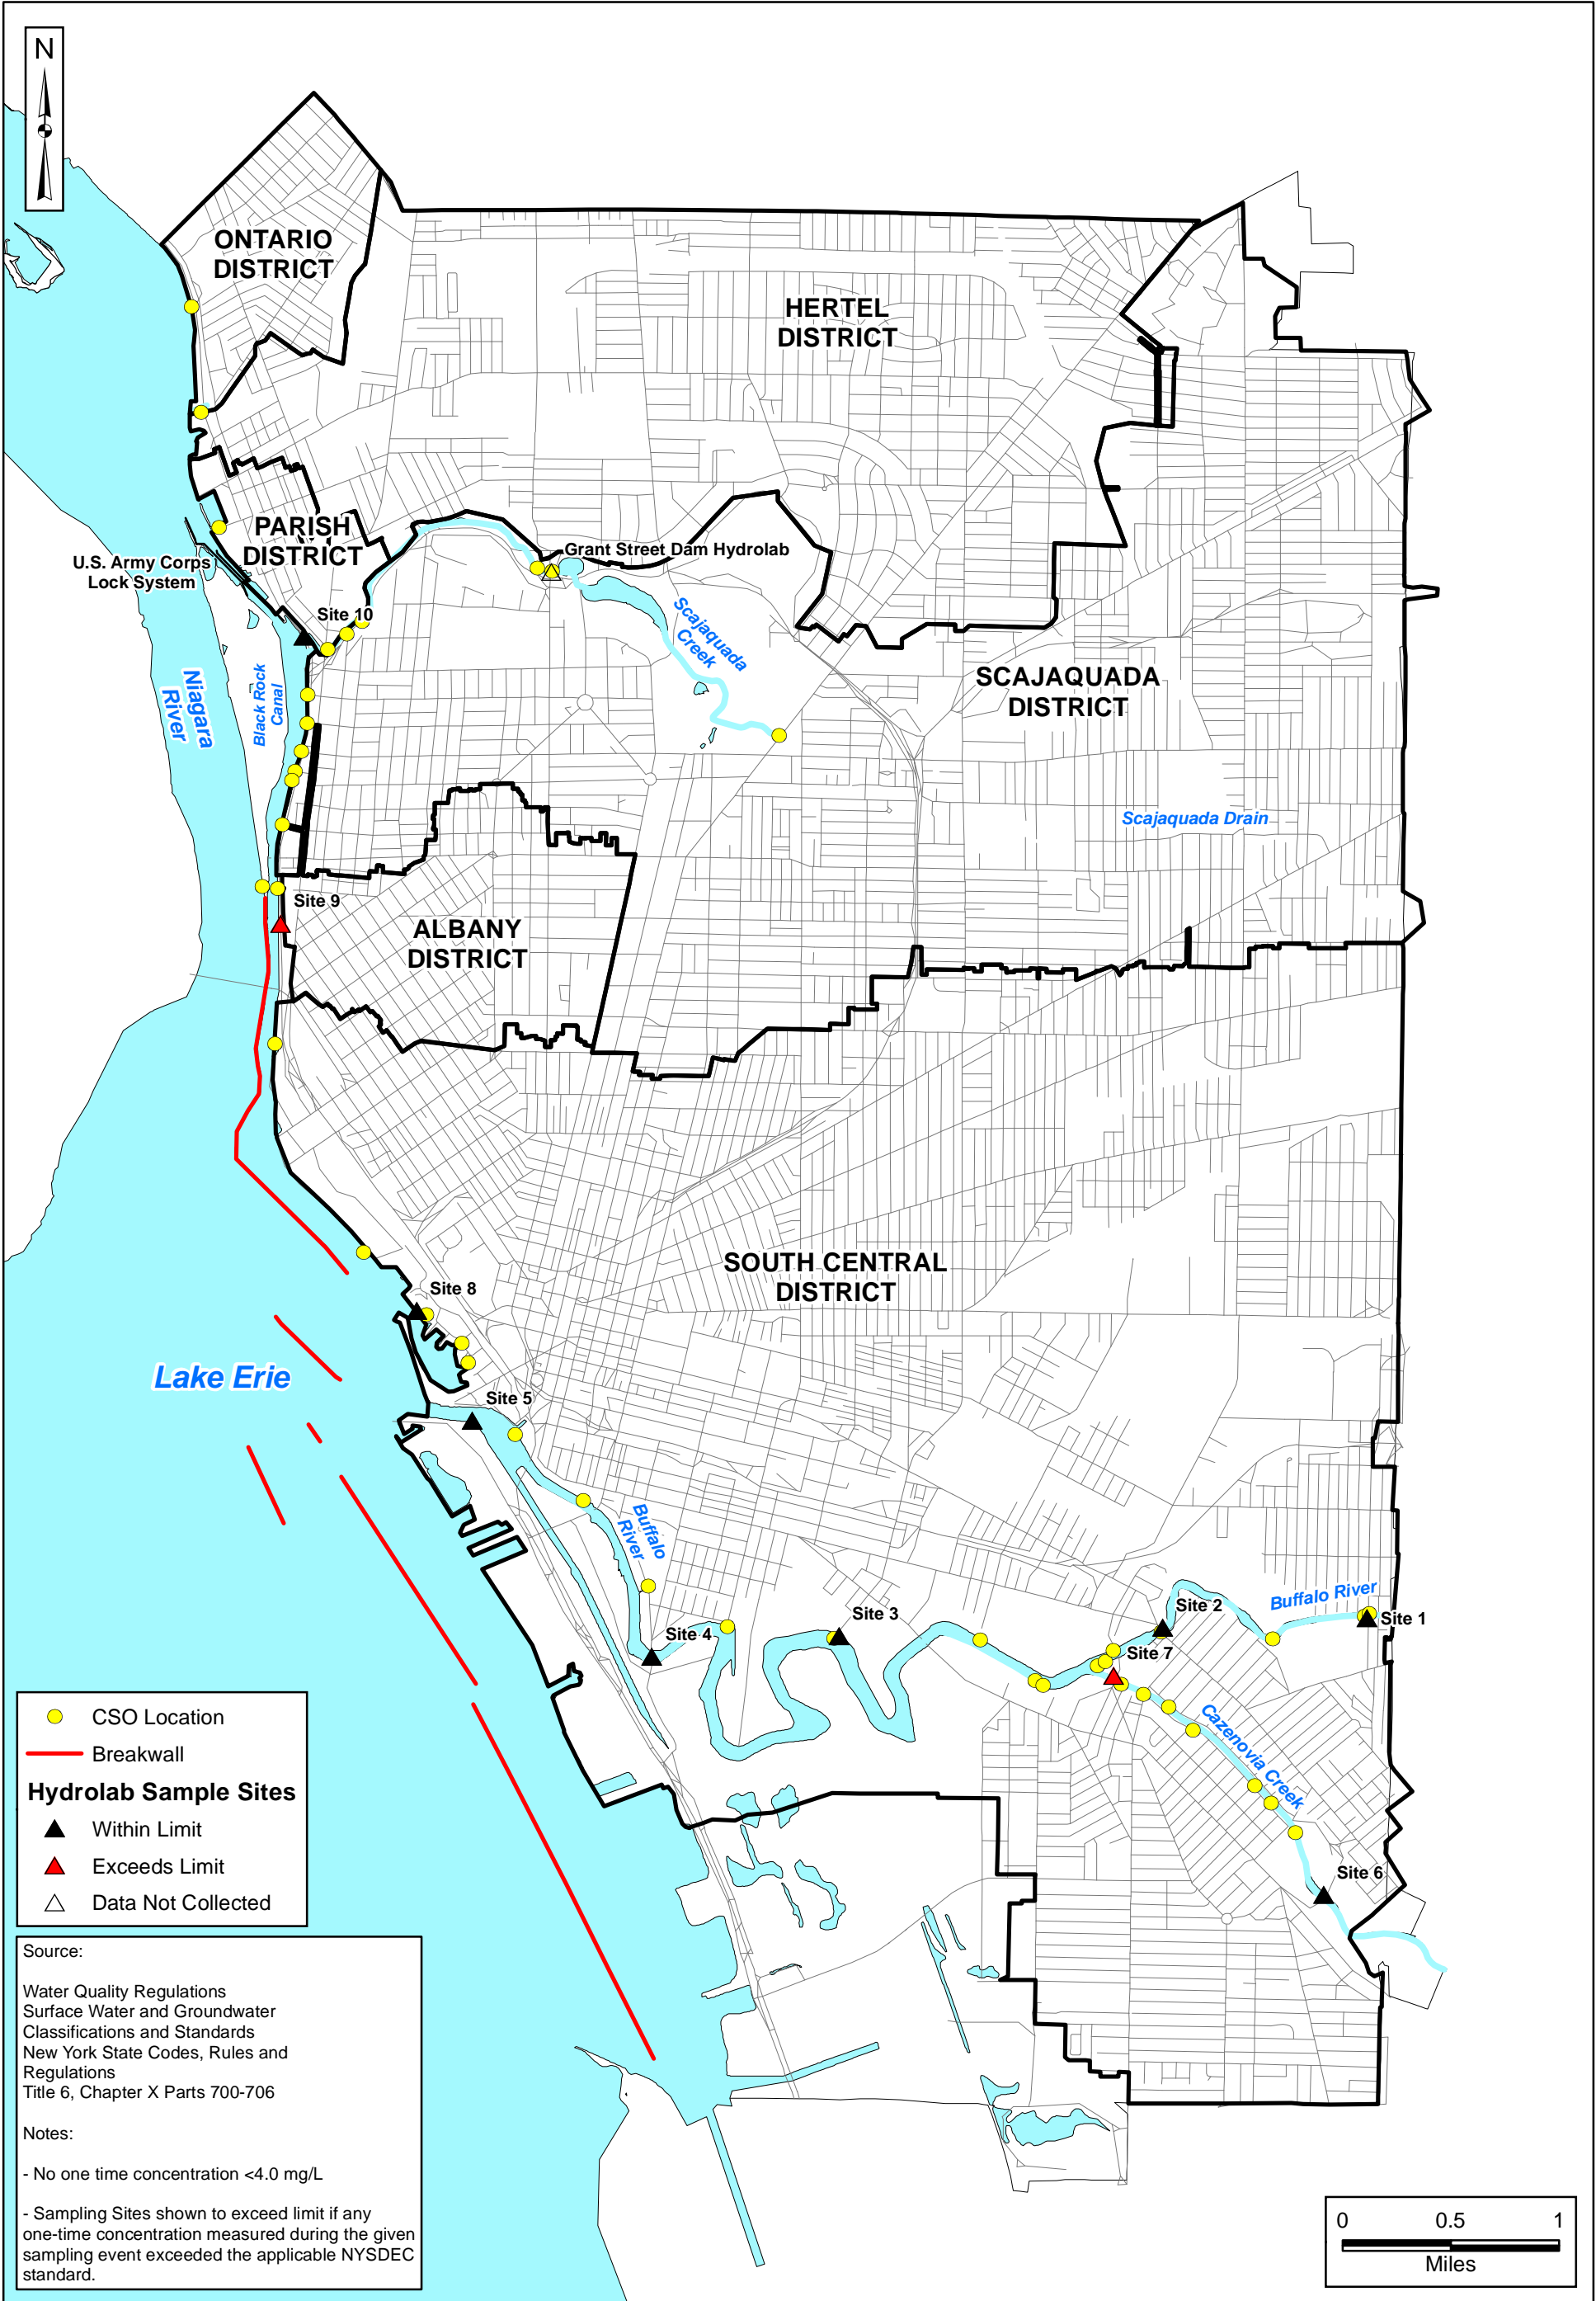 N
ONTARIO
DISTRICT
HERTEL
DISTRICT
PARISH
DISTRICT
U.S. Army Corps
Lock System
Grant Street Dam Hydrolab
Site 10
Scajaquada
Creek
SCAJAQUADA
DISTRICT
Niagara
River
Black Rock
Canal
Scajaquada Drain
Site 9
ALBANY
DISTRICT
SOUTH CENTRAL
DISTRICT
Site 8
Lake Erie
Site 5
Buffalo
River
Buffalo River
Site 1
Site 2
Site 3
Site 4
Site 7
Cazenovia Creek
Site 6
CSO Location
Breakwall
Hydrolab Sample Sites
Within Limit
Exceeds Limit
Data Not Collected
Source:
Water Quality Regulations
Surface Water and Groundwater
Classifications and Standards
New York State Codes, Rules and
Regulations
Title 6, Chapter X Parts 700-706
Notes:
- No one time concentration <4.0 mg/L
- Sampling Sites shown to exceed limit if any
one-time concentration measured during the given
sampling event exceeded the applicable NYSDEC
standard.
0 0.5 1
Miles